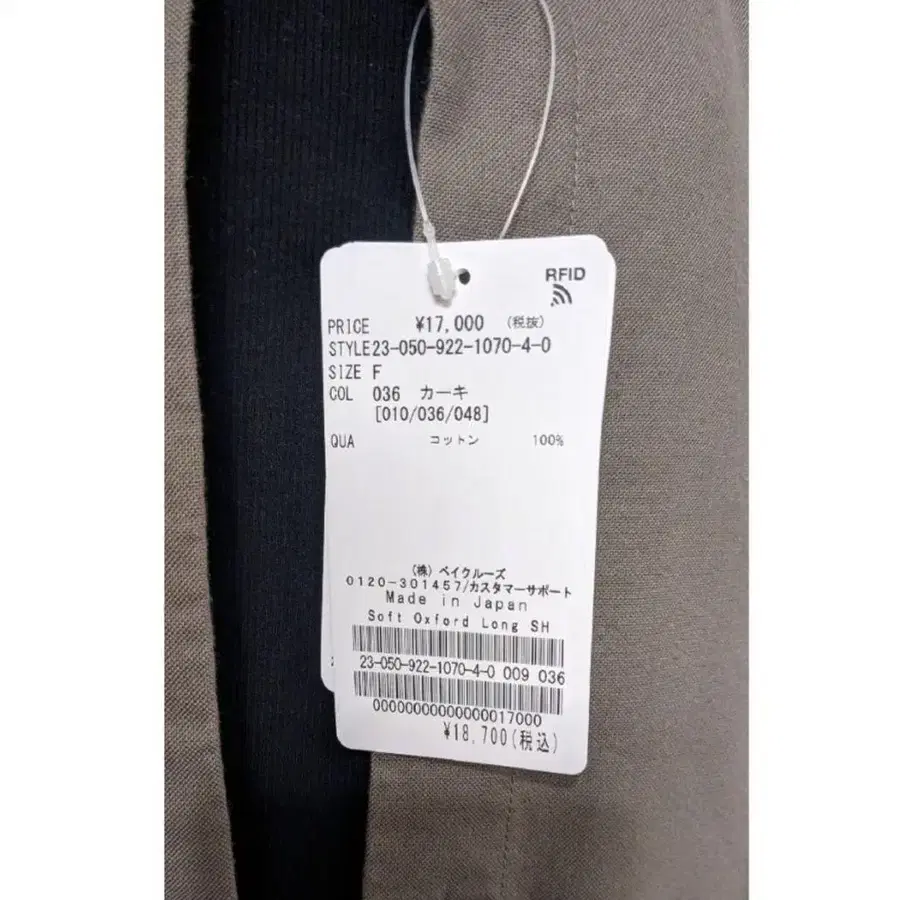 RFID
PRICE ¥17,000 (税抜)
STYLE23-050-922-1070-4-0
SIZE F
COL 036 カーキ
[010/036/048]
QUA コットン 100%
(株) ベイクルーズ
0120-301457/カスタマーサポート
Made in Japan
Soft Oxford Long SH
23-050-922-1070-4-0 009 036
00000000000000017000
¥18,700(税込)